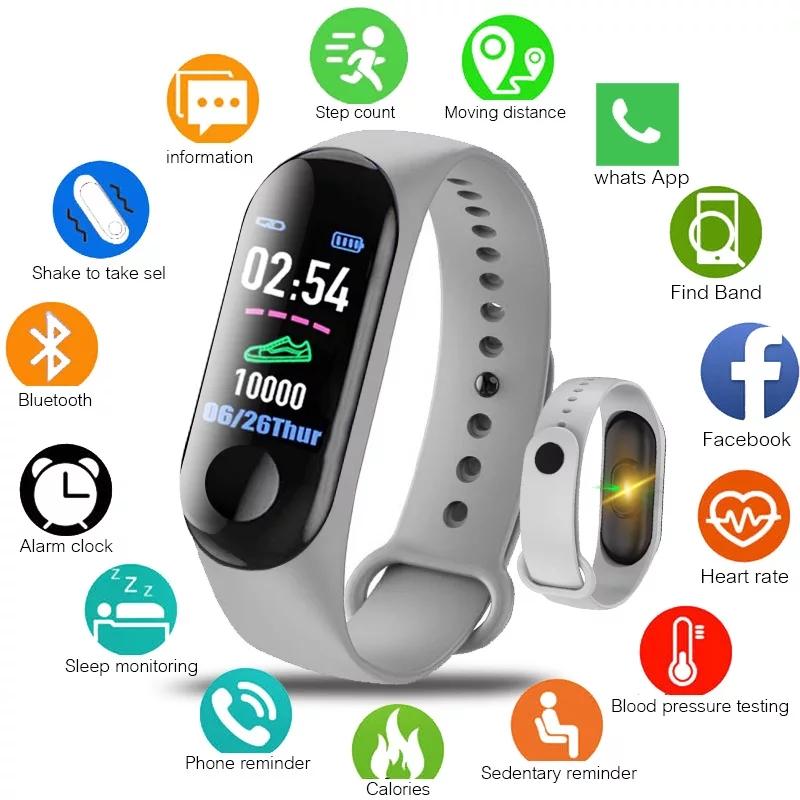 Step count
Moving distance
information
whats App
Shake to take sel
Find Band
02:54
10000
06/26Thur
Bluetooth
Facebook
Alarm clock
Heart rate
z Z z
Sleep monitoring
Blood pressure testing
Phone reminder
Sedentary reminder
Calories